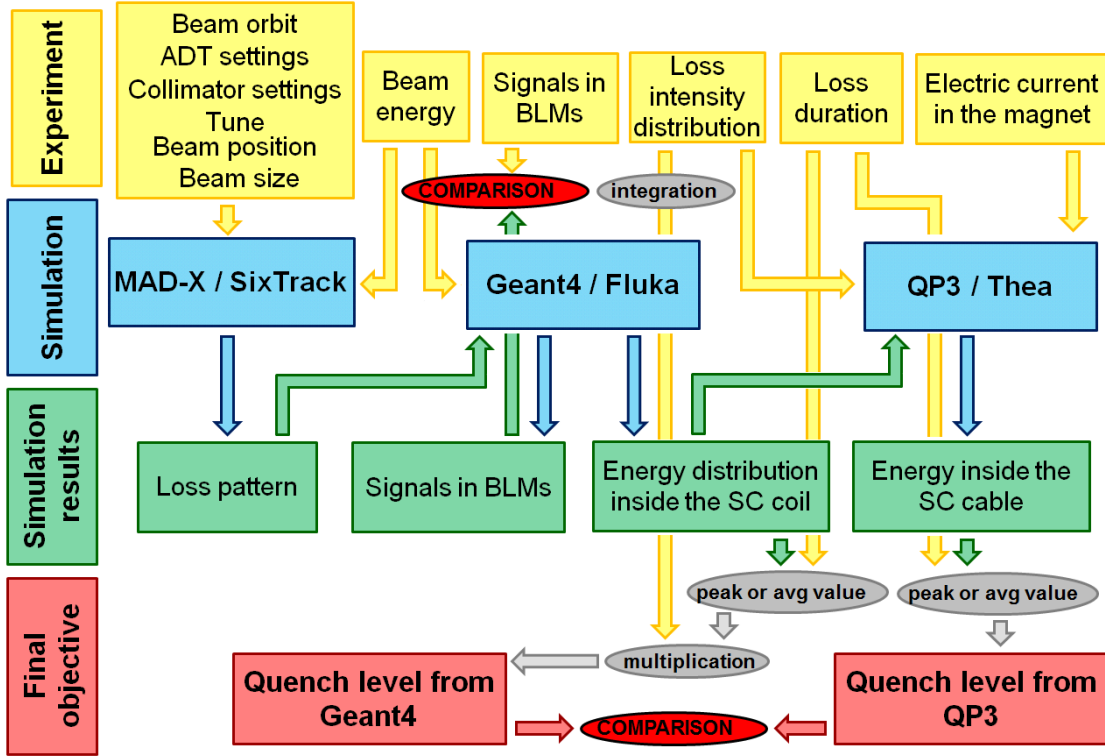 Experiment
Beam orbit
ADT settings
Collimator settings
Tune
Beam position
Beam size
Beam
energy
Signals in
BLMs
Loss
intensity
distribution
Loss
duration
Electric current
in the magnet
COMPARISON
integration
Simulation
MAD-X / SixTrack
Geant4 / Fluka
QP3 / Thea
Simulation
results
Loss pattern
Signals in BLMs
Energy distribution
inside the SC coil
Energy inside the
SC cable
peak or avg value
peak or avg value
Final
objective
multiplication
Quench level from
Geant4
Quench level from
QP3
COMPARISON